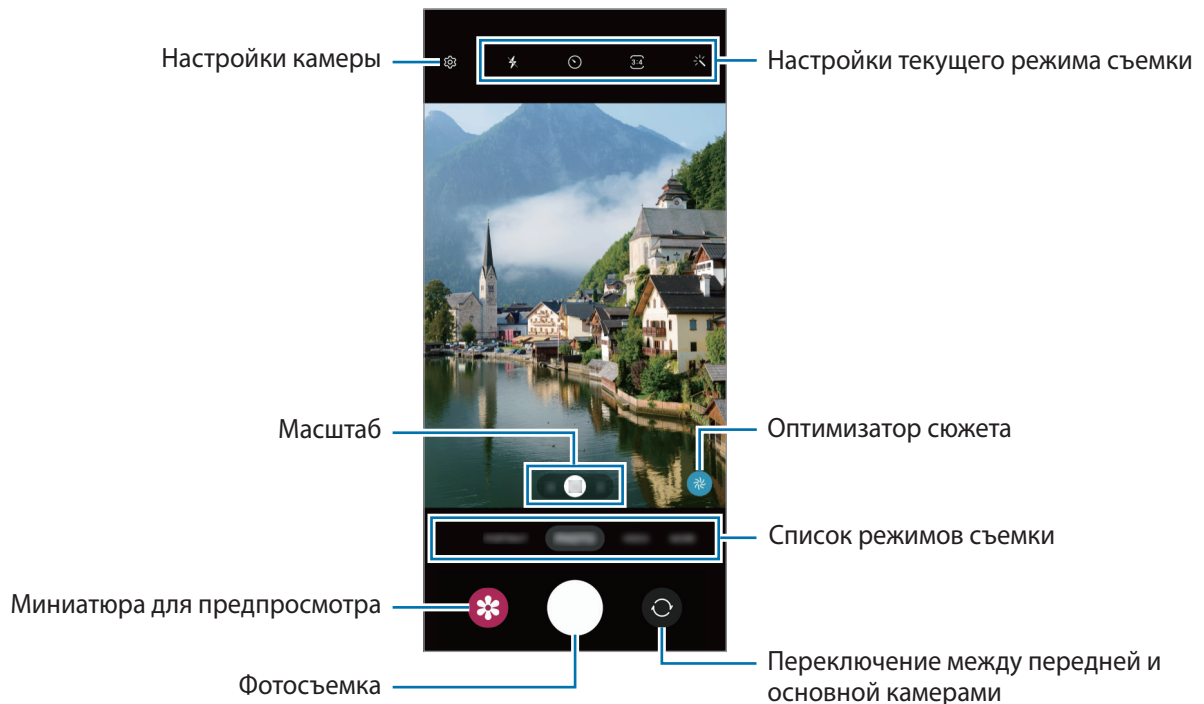 Настройки камеры
Настройки текущего режима съемки
3:4
Масштаб
Оптимизатор сюжета
Список режимов съемки
Миниатюра для предпросмотра
Фотосъемка
Переключение между передней и
основной камерами